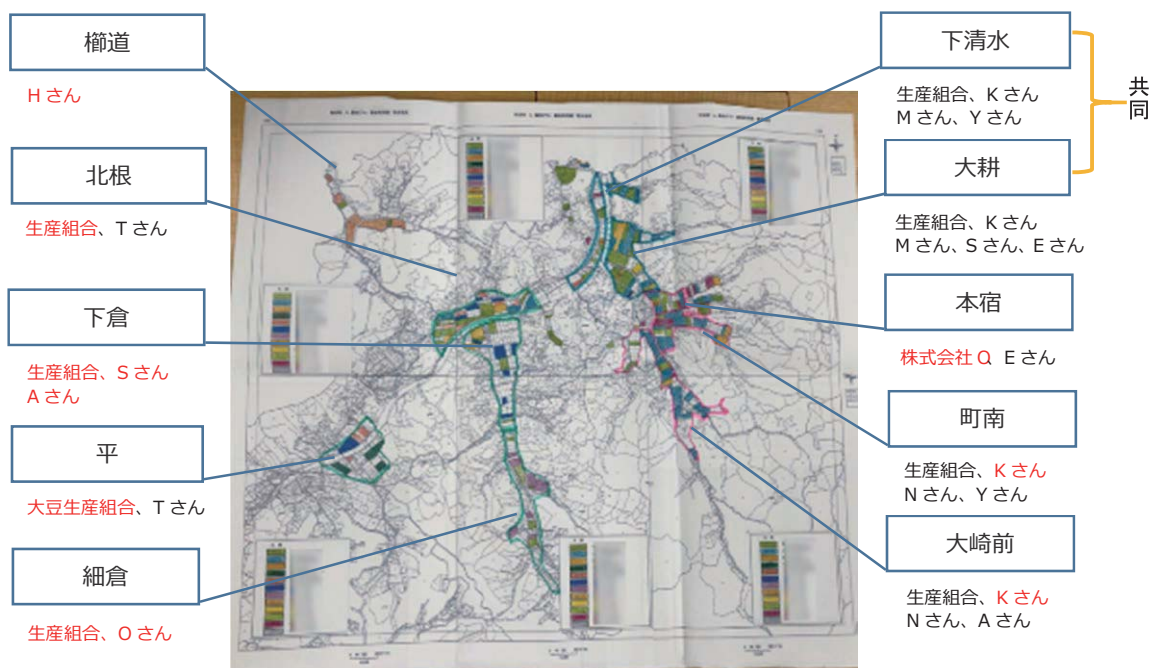 櫛道
Hさん
北根
生産組合、Tさん
下倉
生産組合、Sさん
Aさん
平
大豆生産組合、Tさん
細倉
生産組合、Oさん
下清水
生産組合、Kさん
Mさん、Yさん
共同
大耕
生産組合、Kさん
Mさん、Sさん、Eさん
本宿
株式会社Q Eさん
町南
生産組合、Kさん
Nさん、Yさん
大崎前
生産組合、Kさん
Nさん、Aさん